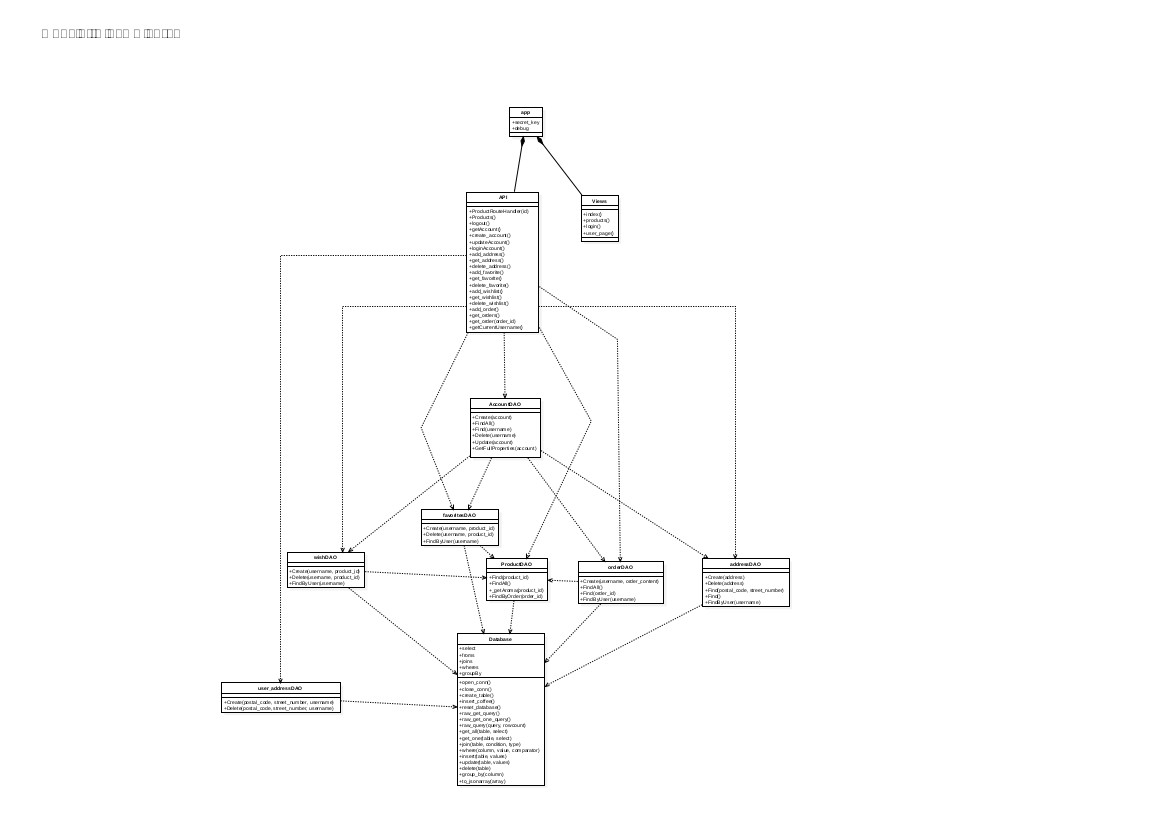 app
+secret_key
+debug
API
+ProductRouteHandler(id)
+Products()
+logout()
+getAccount()
+create_account()
+updateAccount()
+loginAccount()
+add_address()
+get_address()
+delete_address()
+add_favorite()
+get_favorite()
+delete_favorite()
+add_wishlist()
+get_wishlist()
+delete_wishlist()
+add_order()
+get_orders()
+get_order(order_id)
+getCurrentUsername()
Views
+index()
+products()
+login()
+user_page()
AccountDAO
+Create(account)
+FindAll()
+Find(username)
+Delete(username)
+Update(account)
+GetFullProperties(account)
favoritesDAO
+Create(username, product_id)
+Delete(username, product_id)
+FindByUser(username)
wishDAO
+Create(username, product_id)
+Delete(username, product_id)
+FindByUser(username)
ProductDAO
+Find(product_id)
+FindAll()
+_getAroma(product_id)
+FindByOrder(order_id)
orderDAO
+Create(username, order_content)
+FindAll()
+Find(order_id)
+FindByUser(username)
addressDAO
+Create(address)
+Delete(address)
+Find(postal_code, street_number)
+Find()
+FindByUser(username)
Database
+select
+froms
+joins
+wheres
+groupBy
+open_conn()
+close_conn()
+create_table()
+insert_coffee()
+reset_database()
+raw_get_query()
+raw_get_one_query()
+raw_query(query, rowcount)
+get_all(table, select)
+get_one(table, select)
+join(table, condition, type)
+where(column, value, comparator)
+insert(table, values)
+update(table, values)
+delete(table)
+group_by(column)
+to_jsonarray(array)
user_addressDAO
+Create(postal_code, street_number, username)
+Delete(postal_code, street_number, username)